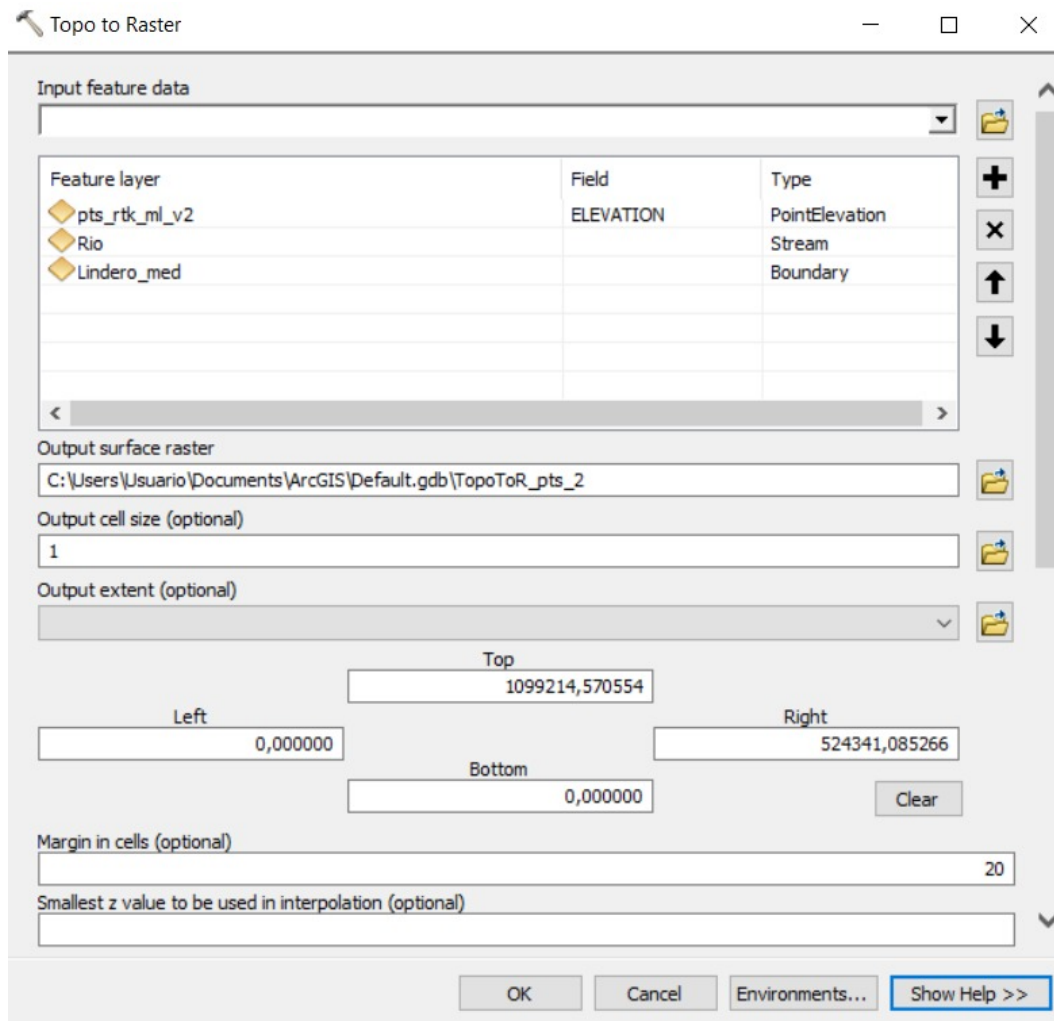 Topo to Raster
Input feature data
Feature layer Field Type
pts_rtk_ml_v2 ELEVATION PointElevation
Rio Stream
Lindero_med Boundary
Output surface raster
C:\Users\Usuario\Documents\ArcGIS\Default.gdb\TopoToR_pts_2
Output cell size (optional)
1
Output extent (optional)
Top
1099214,570554
Left Right
0,000000 524341,085266
Bottom
0,000000
Clear
Margin in cells (optional)
20
Smallest z value to be used in interpolation (optional)
OK Cancel Environments... Show Help >>